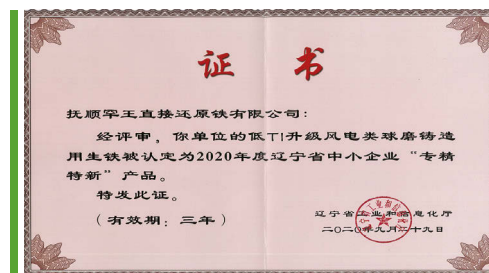 证 书
抚顺罕王直接还原铁有限公司：
经评审，你单位的低TI升级风电类球磨铸造
用生铁被认定为2020年度辽宁省中小企业“专精
特新”产品。
特发此证。
（有效期：三年）
辽宁省工业和信息化厅
二〇二〇年九月二十九日